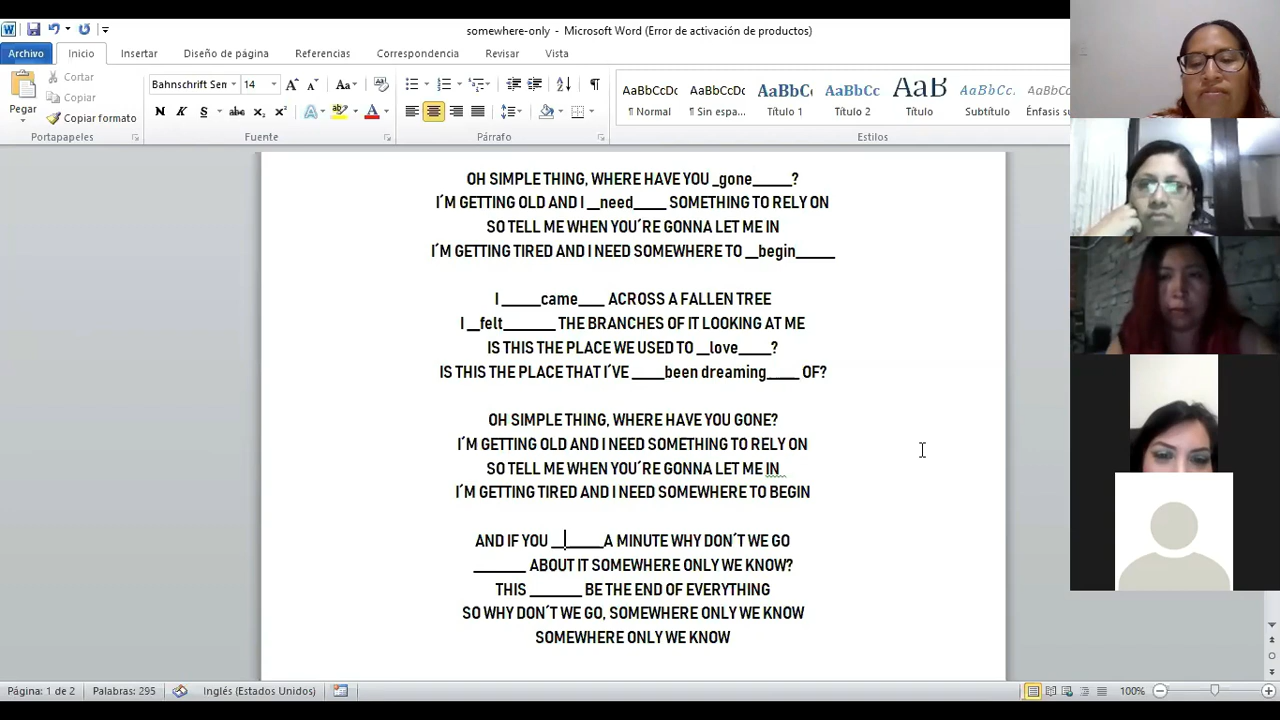 somewhere-only - Microsoft Word (Error de activación de productos)
Archivo Inicio Insertar Diseño de página Referencias Correspondencia Revisar Vista
Pegar
Cortar
Copiar
Copiar formato
Portapapeles
Bahnschrift Sen 14
Fuente
Párrafo
AaBbCcDc AaBbCcDc AaBbCc AaBbCc AaB AaBbCc.
¶ Normal ¶ Sin espa... Título 1 Título 2 Título Subtítulo Énfasis su
Estilos
OH SIMPLE THING, WHERE HAVE YOU _gone_____?
I´M GETTING OLD AND I __need____ SOMETHING TO RELY ON
SO TELL ME WHEN YOU´RE GONNA LET ME IN
I´M GETTING TIRED AND I NEED SOMEWHERE TO __begin_____
I _____came___ ACROSS A FALLEN TREE
I _felt_______ THE BRANCHES OF IT LOOKING AT ME
IS THIS THE PLACE WE USED TO __love____?
IS THIS THE PLACE THAT I´VE ____been dreaming____ OF?
OH SIMPLE THING, WHERE HAVE YOU GONE?
I´M GETTING OLD AND I NEED SOMETHING TO RELY ON
SO TELL ME WHEN YOU´RE GONNA LET ME IN
I´M GETTING TIRED AND I NEED SOMEWHERE TO BEGIN
AND IF YOU _______A MINUTE WHY DON´T WE GO
_______ ABOUT IT SOMEWHERE ONLY WE KNOW?
THIS _______ BE THE END OF EVERYTHING
SO WHY DON´T WE GO, SOMEWHERE ONLY WE KNOW
SOMEWHERE ONLY WE KNOW
Página: 1 de 2 Palabras: 295 Inglés (Estados Unidos) 100%